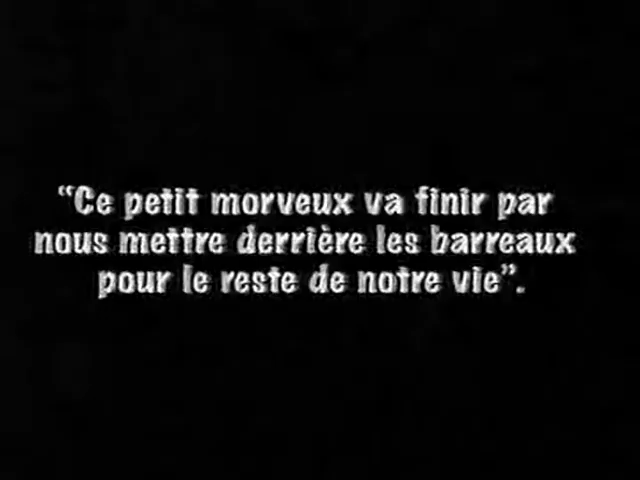 “Ce petit morveux va finir par
nous mettre derrière les barreaux
pour le reste de notre vie”.